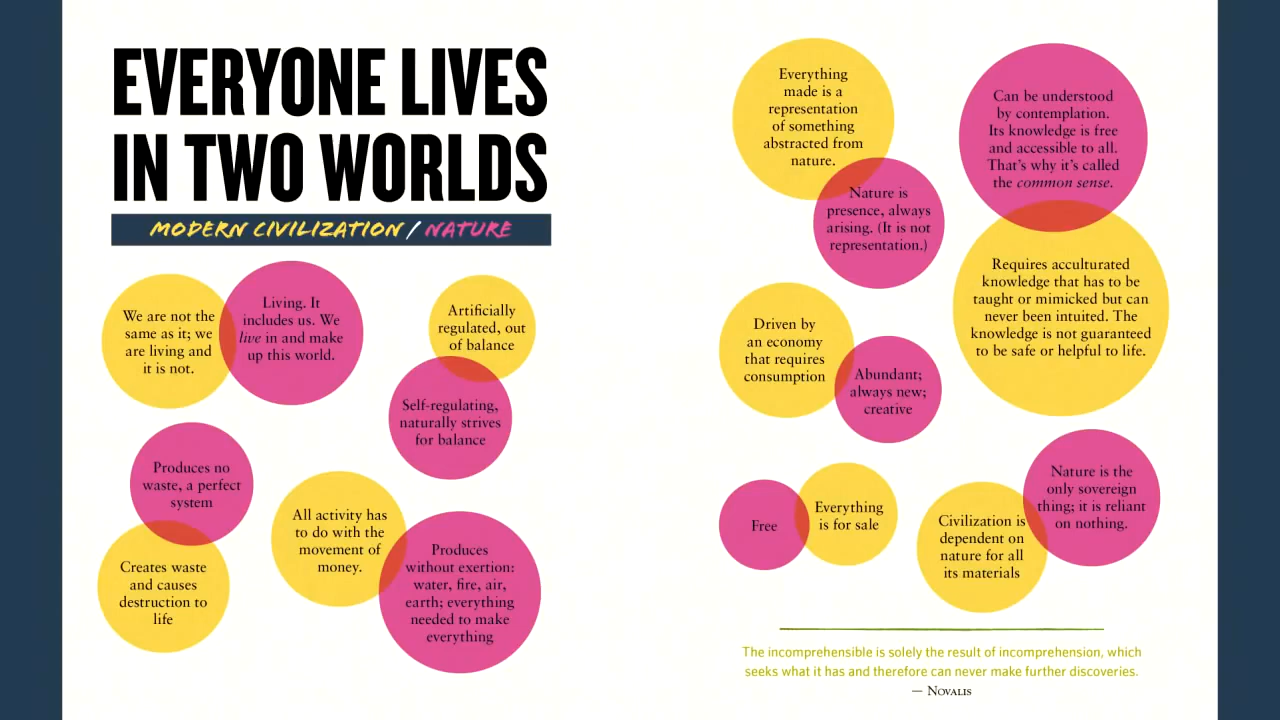 EVERYONE LIVES
IN TWO WORLDS
MODERN CIVILIZATION / NATURE
We are not the
same as it; we
are living and
it is not.
Living. It
includes us. We
live in and make
up this world.
Artificially
regulated, out
of balance
Self-regulating,
naturally strives
for balance
Produces no
waste, a perfect
system
Creates waste
and causes
destruction to
life
All activity has
to do with the
movement of
money.
Produces
without exertion:
water, fire, air,
earth; everything
needed to make
everything
Everything
made is a
representation
of something
abstracted from
nature.
Nature is
presence, always
arising. (It is not
representation.)
Can be understood
by contemplation.
Its knowledge is free
and accessible to all.
That's why it's called
the common sense.
Requires acculturated
knowledge that has to be
taught or mimicked but can
never been intuited. The
knowledge is not guaranteed
to be safe or helpful to life.
Driven by
an economy
that requires
consumption
Abundant;
always new;
creative
Free
Everything
is for sale
Civilization is
dependent on
nature for all
its materials
Nature is the
only sovereign
thing; it is reliant
on nothing.
The incomprehensible is solely the result of incomprehension, which
seeks what it has and therefore can never make further discoveries.
— Novalis